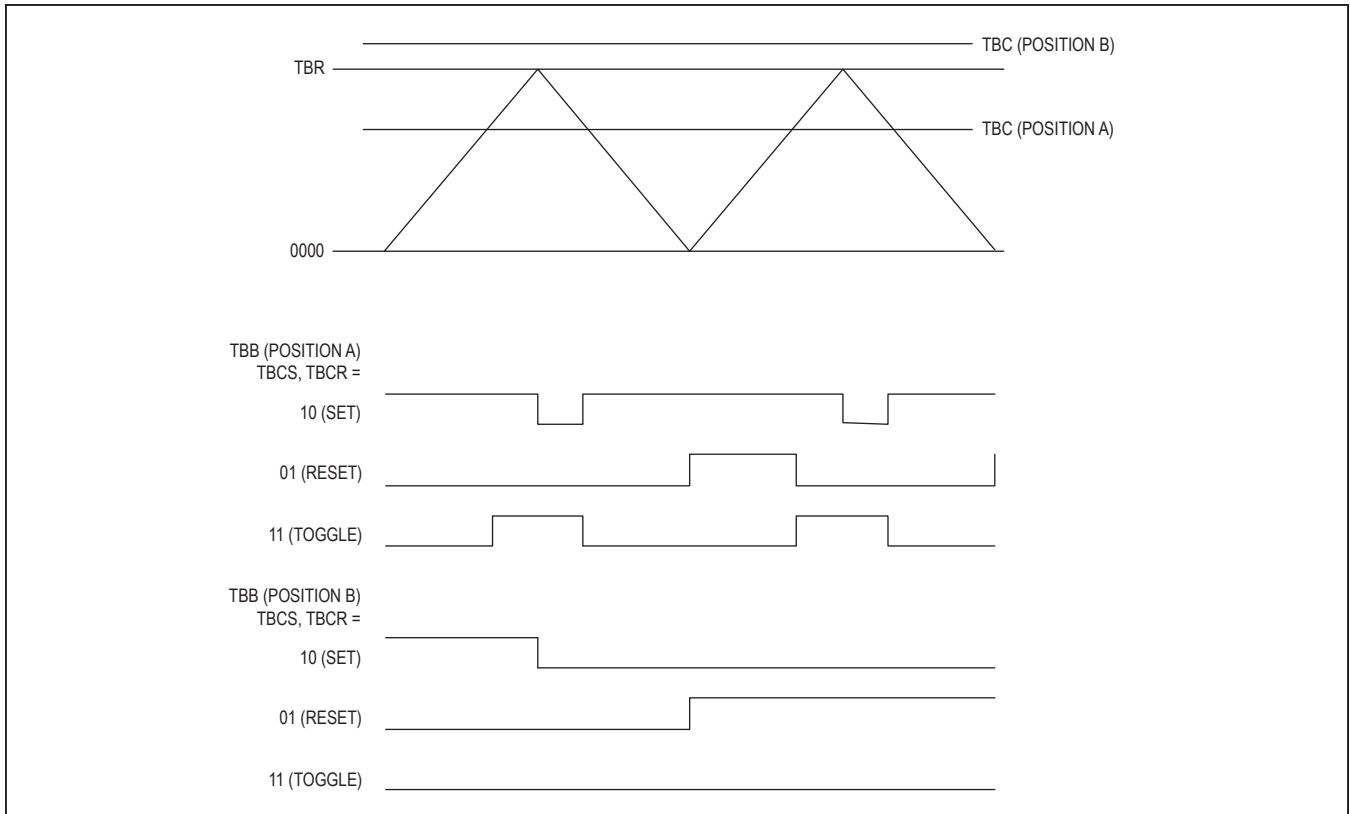 TBC (POSITION B)
TBR
TBC (POSITION A)
0000
TBB (POSITION A)
TBCS, TBCR =
10 (SET)
01 (RESET)
11 (TOGGLE)
TBB (POSITION B)
TBCS, TBCR =
10 (SET)
01 (RESET)
11 (TOGGLE)